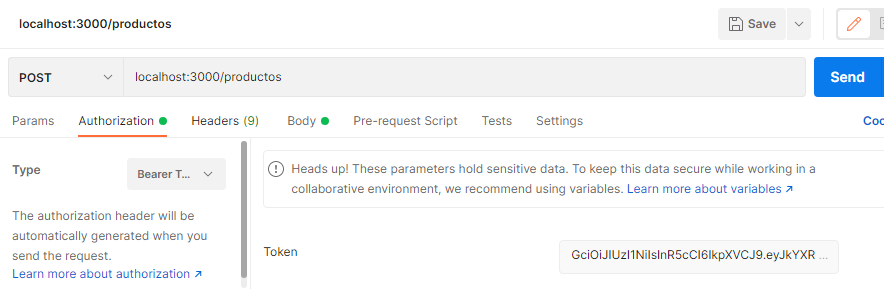 localhost:3000/productos
Save
POST
localhost:3000/productos
Send
Params
Authorization
Headers (9)
Body
Pre-request Script
Tests
Settings
Coo
Type
Bearer T...
Heads up! These parameters hold sensitive data. To keep this data secure while working in a
collaborative environment, we recommend using variables. Learn more about variables ↗
The authorization header will be
automatically generated when you
send the request.
Learn more about authorization ↗
Token
GciOiJIUzI1NiIsInR5cCI6IkpXVCJ9.eyJkYXR ...